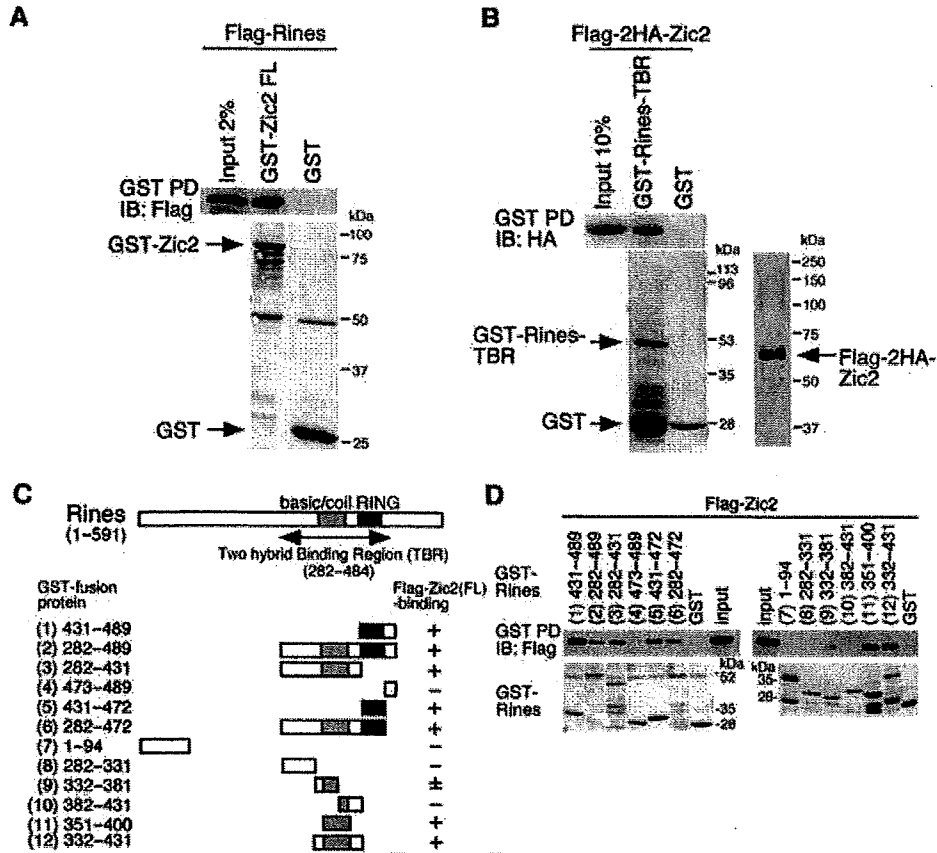 A
Flag-Rines
Input 2%
GST-Zic2 FL
GST
GST PD
IB: Flag
kDa
GST-Zic2
100
75
50
37
GST
25
B
Flag-2HA-Zic2
Input 10%
GST-Rines-TBR
GST
GST PD
IB: HA
kDa
113
96
GST-Rines-
TBR
53
35
GST
28
kDa
250
150
100
75
Flag-2HA-
Zic2
50
37
C
basic/coil RING
Rines
(1-591)
Two hybrid Binding Region (TBR)
(282-484)
GST-fusion
protein
Flag-Zic2(FL)
-binding
(1) 431-489 +
(2) 282-489 +
(3) 282-431 +
(4) 473-489 −
(5) 431-472 +
(6) 282-472 +
(7) 1-94 −
(8) 282-331 −
(9) 332-381 ±
(10) 382-431 −
(11) 351-400 +
(12) 332-431 +
D
Flag-Zic2
GST-
Rines
(1) 431-489
(2) 282-489
(3) 282-431
(4) 473-489
(5) 431-472
(6) 282-472
GST
Input
Input
(7) 1-94
(6) 282-331
(9) 332-381
(10) 382-431
(11) 351-400
(12) 332-431
GST
GST PD
IB: Flag
GST-
Rines
kDa
52
35
28
kDa
35
28